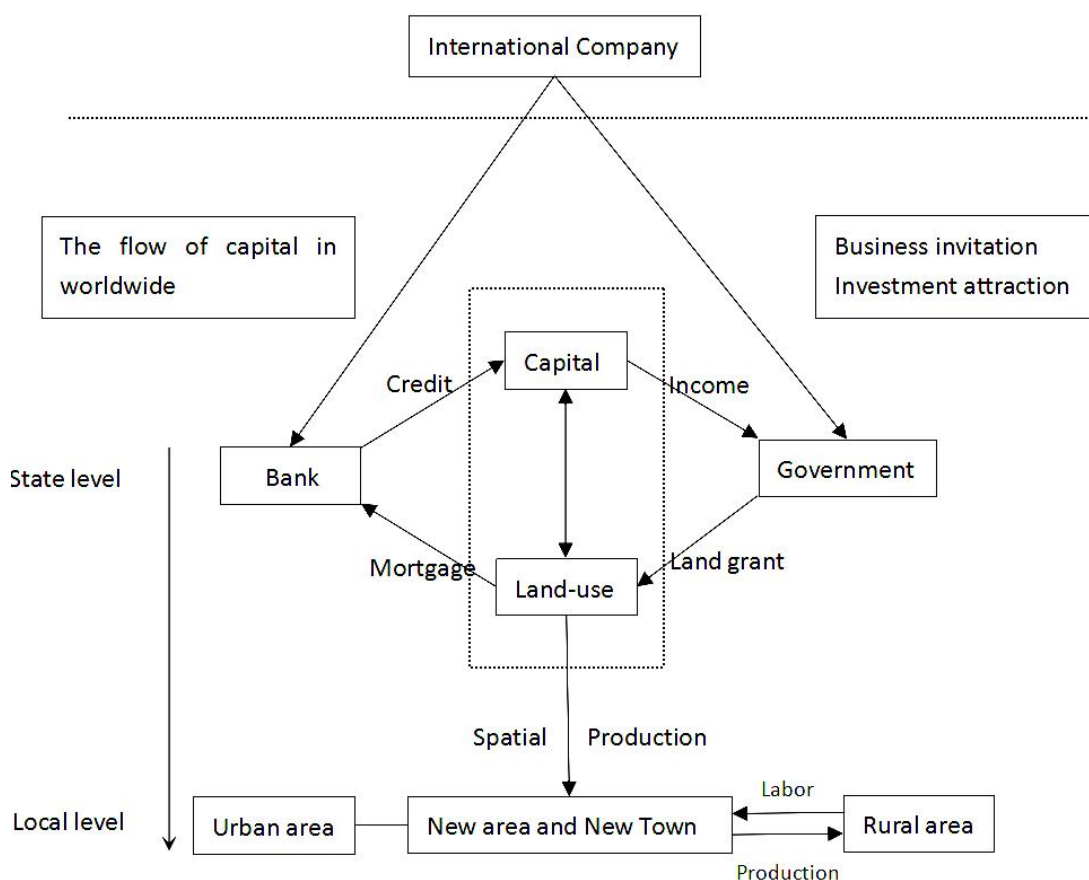 International Company
The flow of capital in
worldwide
Business invitation
Investment attraction
Capital
Credit
Income
State level
Bank
Government
Mortgage
Land grant
Land-use
Spatial Production
Labor
Local level
Urban area
New area and New Town
Rural area
Production